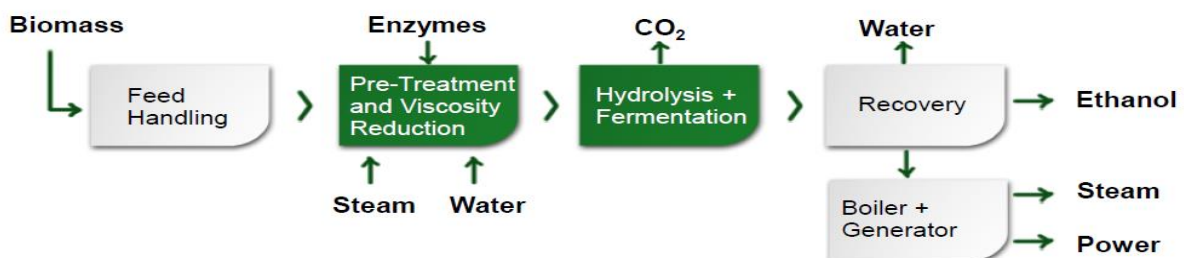 Biomass
Enzymes
CO₂
Water
Feed
Handling
Pre-Treatment
and Viscosity
Reduction
Hydrolysis +
Fermentation
Recovery
Ethanol
Steam
Water
Boiler +
Generator
Steam
Power